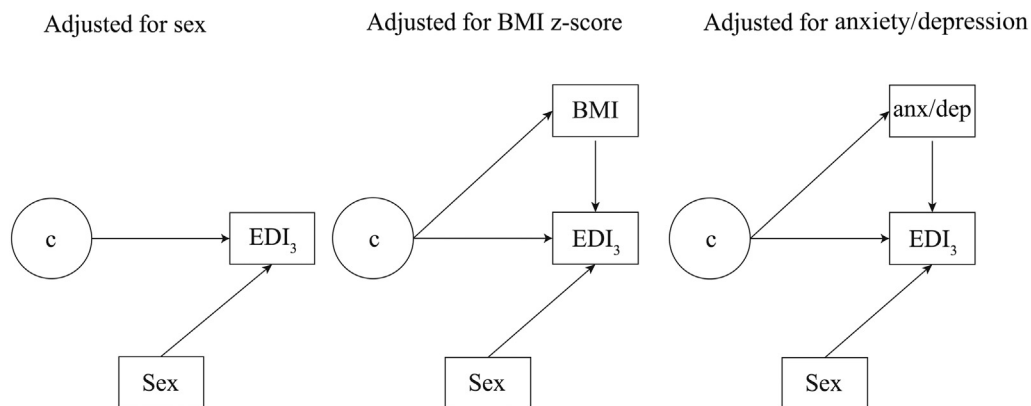 Adjusted for sex
Adjusted for BMI z-score
Adjusted for anxiety/depression
c
EDI₃
Sex
BMI
c
EDI₃
Sex
anx/dep
c
EDI₃
Sex